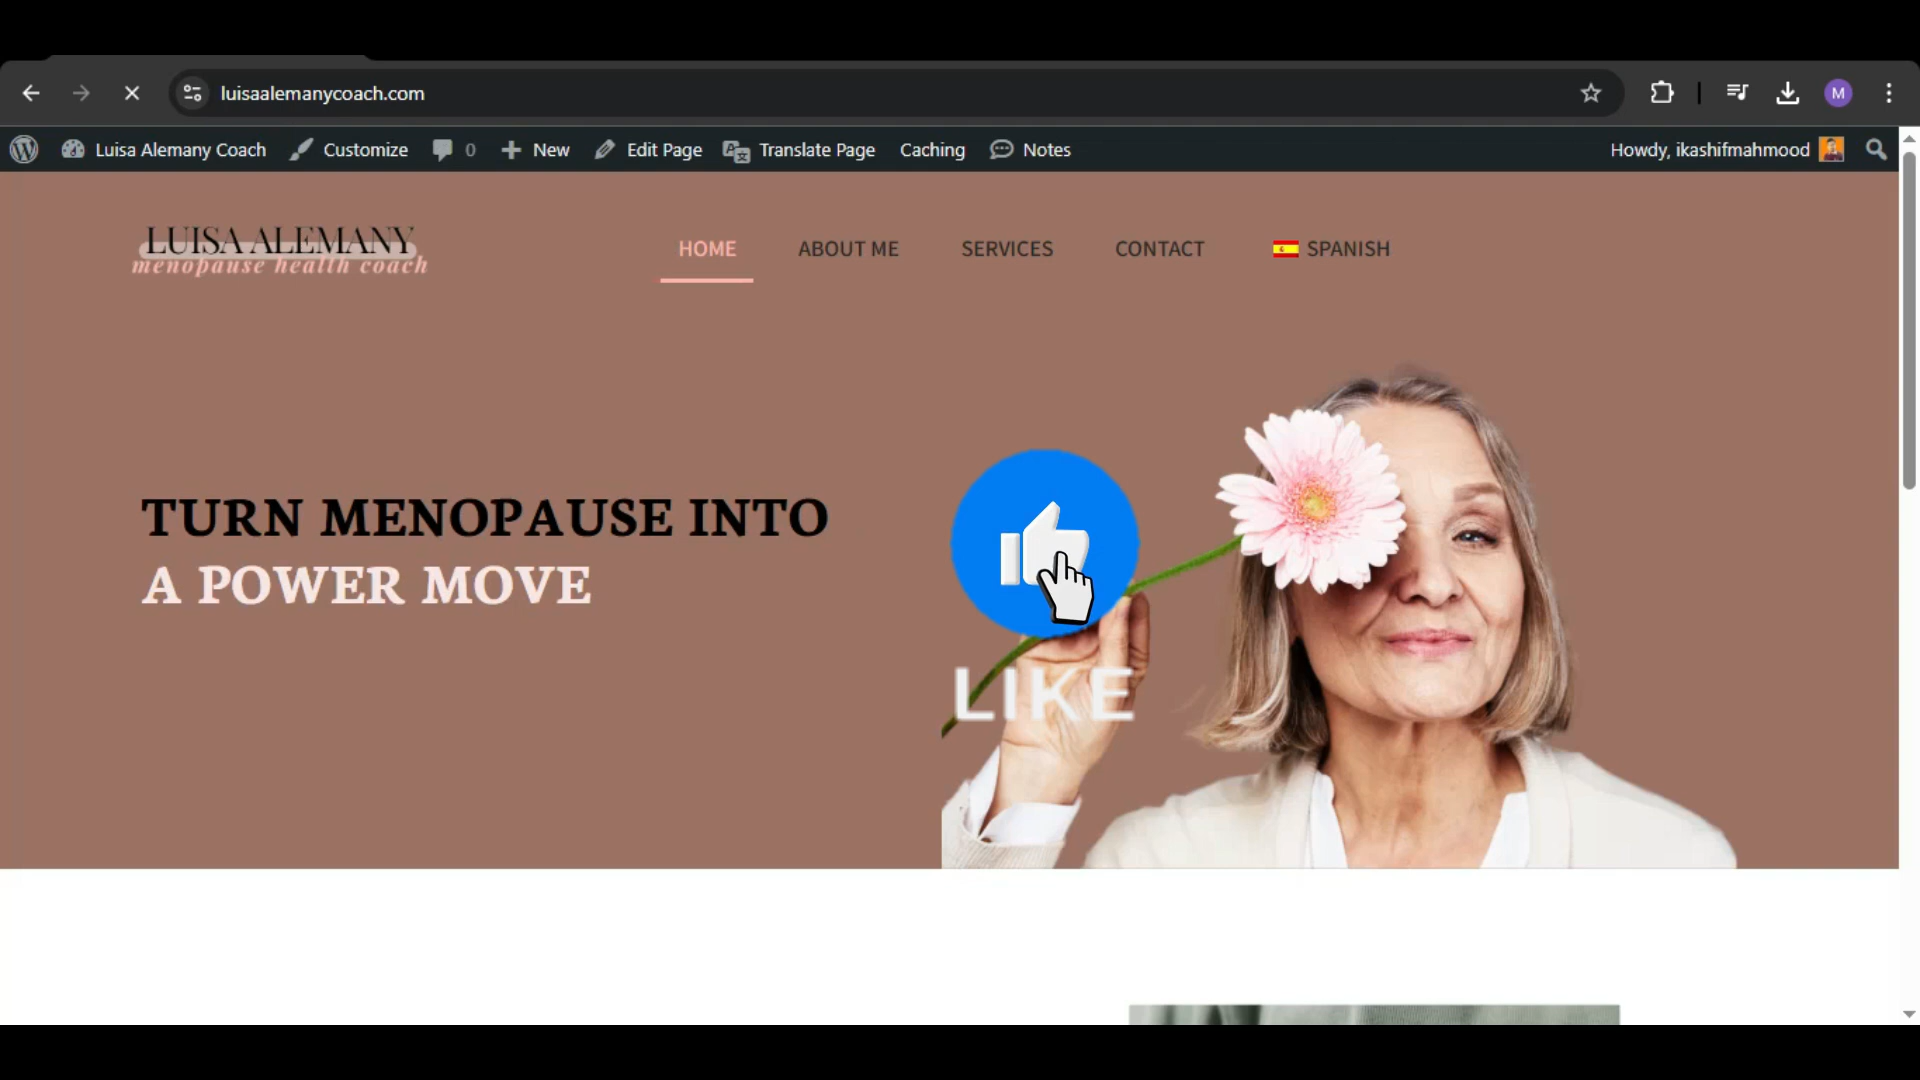 luisaalemanycoach.com
M
Luisa Alemany Coach
Customize
0
New
Edit Page
Translate Page
Caching
Notes
Howdy, ikashifmahmood
LUISA ALEMANY
menopause health coach
HOME
ABOUT ME
SERVICES
CONTACT
SPANISH
TURN MENOPAUSE INTO
A POWER MOVE
LIKE